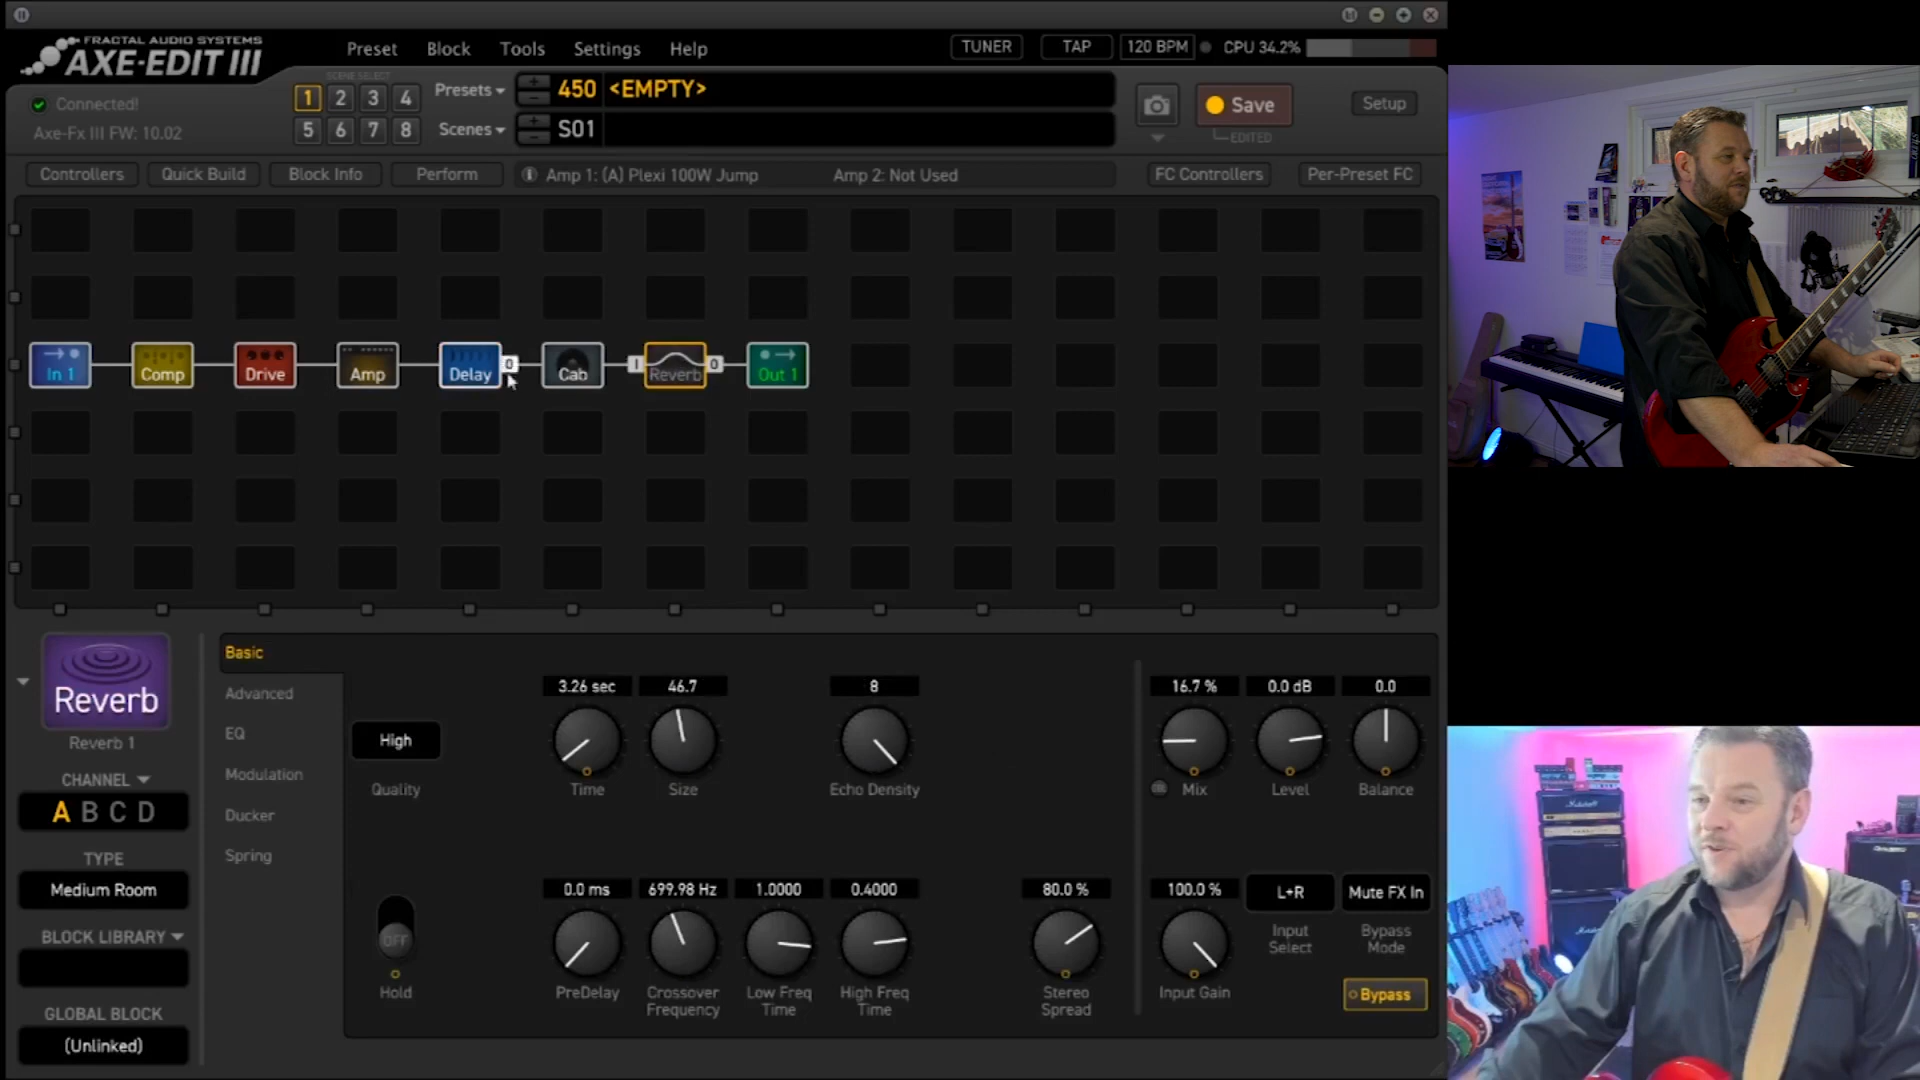 FRACTAL AUDIO SYSTEMS
AXE-EDIT III
Preset Block Tools Settings Help
TUNER TAP 120 BPM CPU 34.2%
Connected!
Axe-Fx III FW: 10.02
SCENE SELECT
1 2 3 4
5 6 7 8
Presets 450 <EMPTY>
Scenes S01
Save
EDITED
Setup
Controllers Quick Build Block Info Perform Amp 1: (A) Plexi 100W Jump Amp 2: Not Used FC Controllers Per-Preset FC
In 1 Comp Drive Amp Delay O Cab I Reverb O Out 1
Reverb
Reverb 1
CHANNEL
A B C D
TYPE
Medium Room
BLOCK LIBRARY
GLOBAL BLOCK
(Unlinked)
Basic
Advanced
EQ
Modulation
Ducker
Spring
High
Quality
3.26 sec 46.7 8 16.7 % 0.0 dB 0.0
Time Size Echo Density Mix Level Balance
OFF
Hold
0.0 ms 699.98 Hz 1.0000 0.4000 80.0 % 100.0 % L+R Mute FX In
PreDelay Crossover Frequency Low Freq Time High Freq Time Stereo Spread Input Gain Input Select Bypass Mode
Bypass